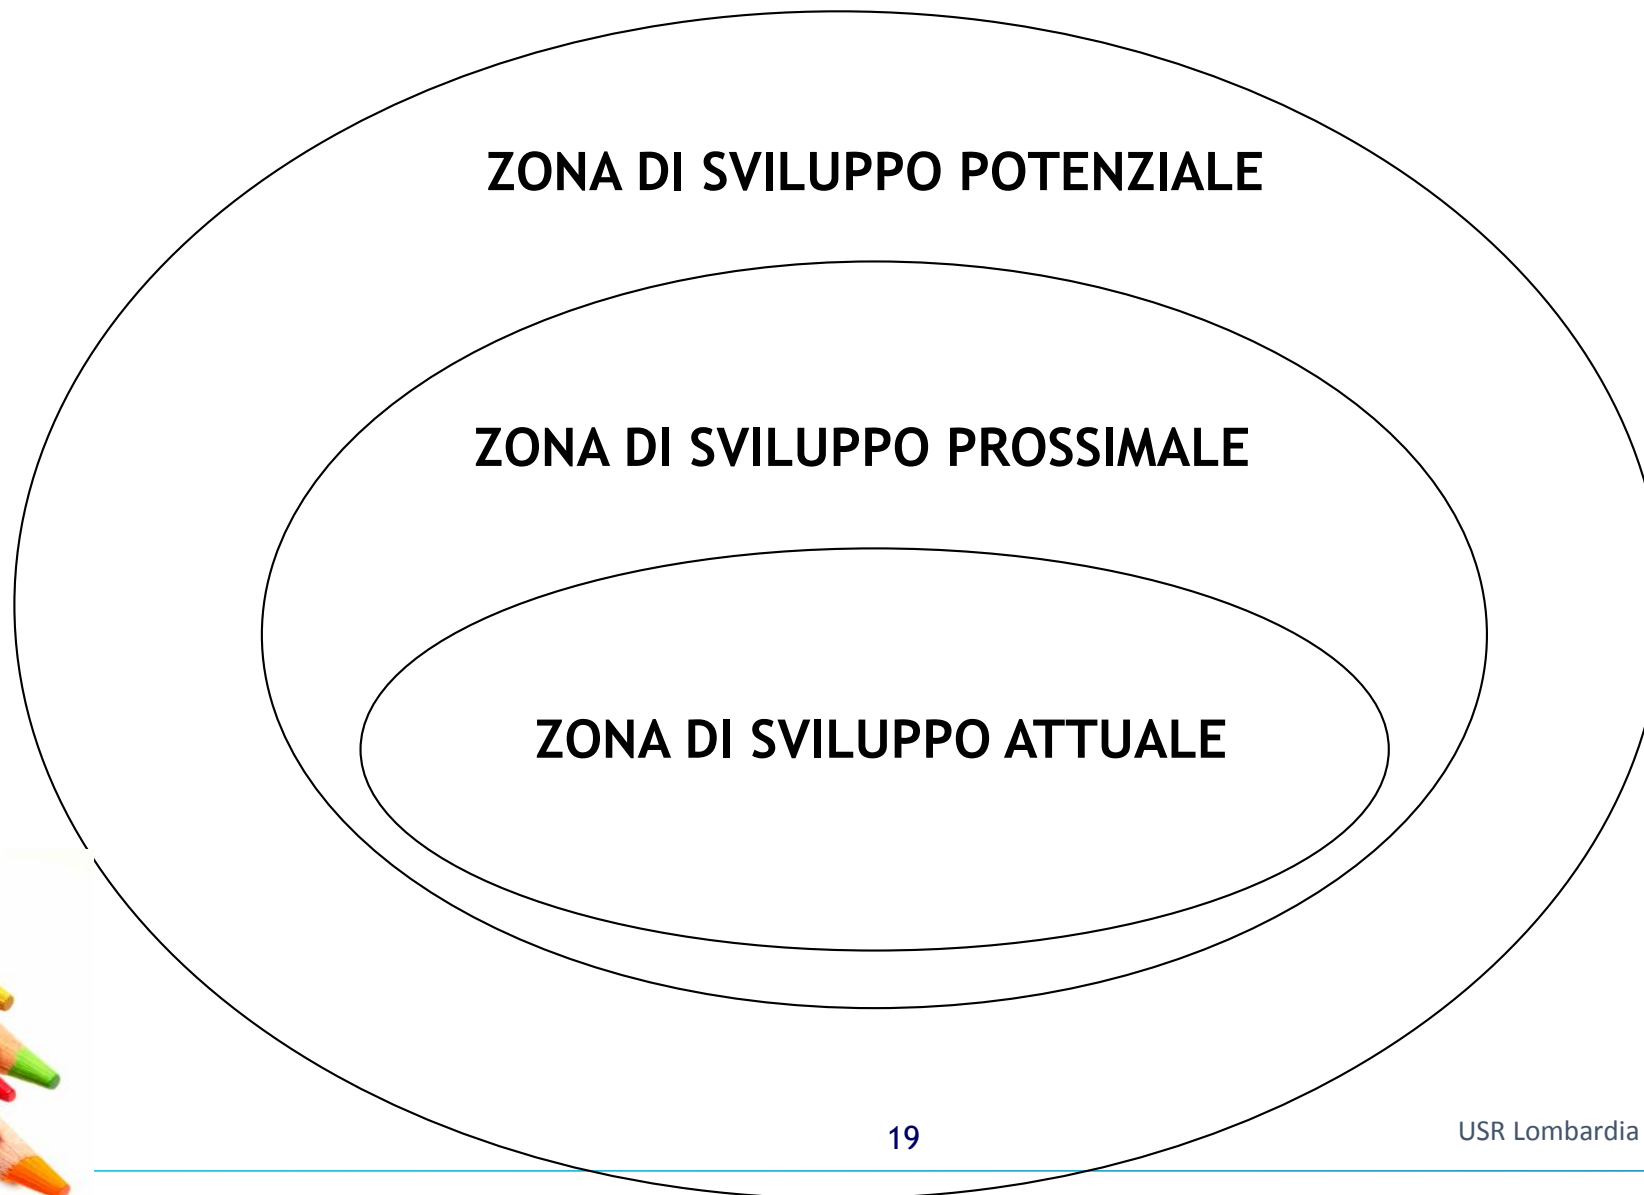 ZONA DI SVILUPPO POTENZIALE
ZONA DI SVILUPPO PROSSIMALE
ZONA DI SVILUPPO ATTUALE
19
USR Lombardia